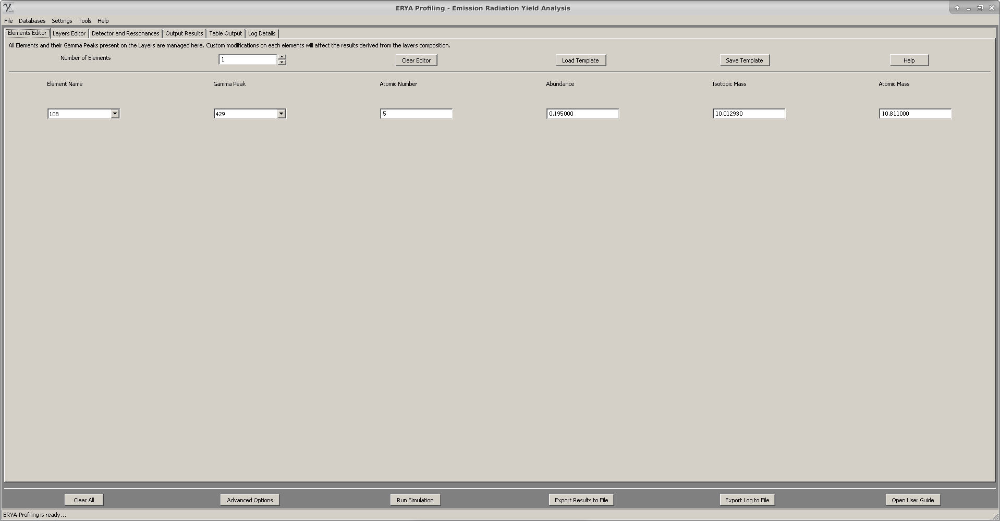 ERYA Profiling - Emission Radiation Yield Analysis
File Databases Settings Tools Help
Elements Editor Layers Editor Detector and Ressonances Output Results Table Output Log Details
All Elements and their Gamma Peaks present on the Layers are managed here. Custom modifications on each elements will affect the results derived from the layers composition.
Number of Elements 1 Clear Editor Load Template Save Template Help
Element Name Gamma Peak Atomic Number Abundance Isotopic Mass Atomic Mass
10B 429 5 0.195000 10.012930 10.811000
Clear All Advanced Options Run Simulation Export Results to File Export Log to File Open User Guide
ERYA-Profiling is ready...